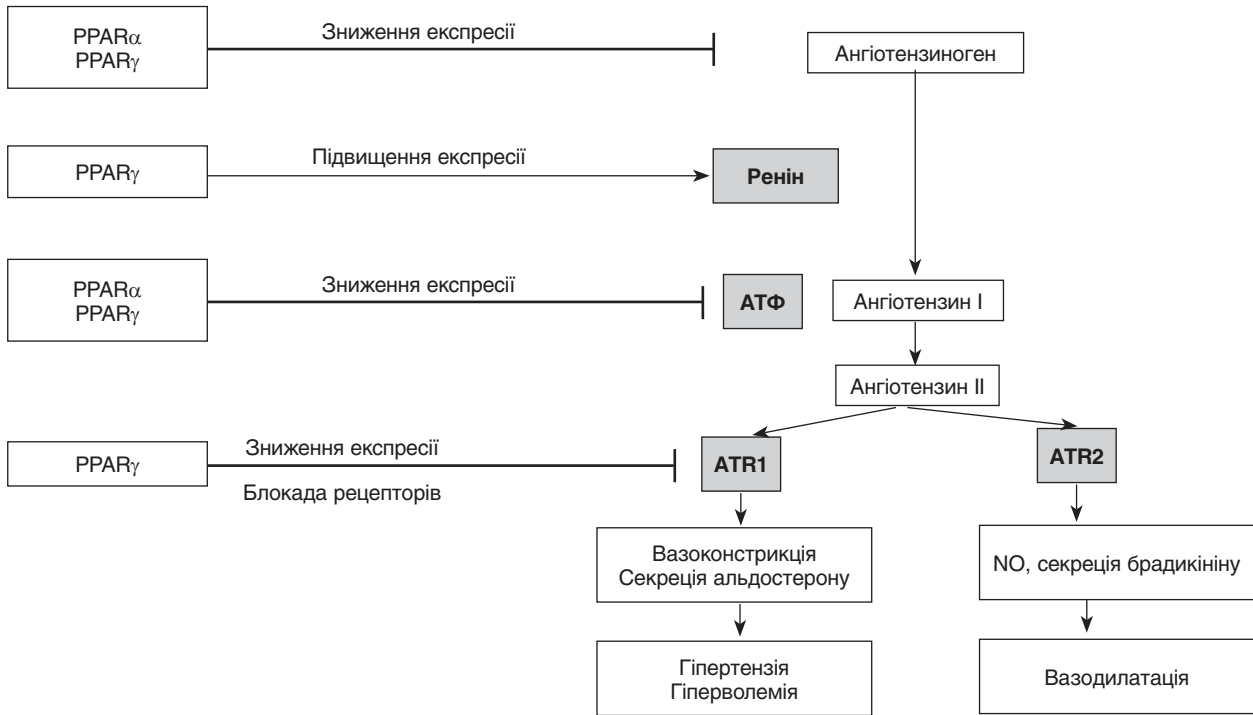 PPARα
PPARγ
Зниження експресії
Ангіотензиноген
PPARγ
Підвищення експресії
Ренін
PPARα
PPARγ
Зниження експресії
АТФ
Ангіотензин I
Ангіотензин II
PPARγ
Зниження експресії
Блокада рецепторів
ATR1
ATR2
Вазоконстрикція
Секреція альдостерону
NO, секреція брадикініну
Гіпертензія
Гіперволемія
Вазодилатація